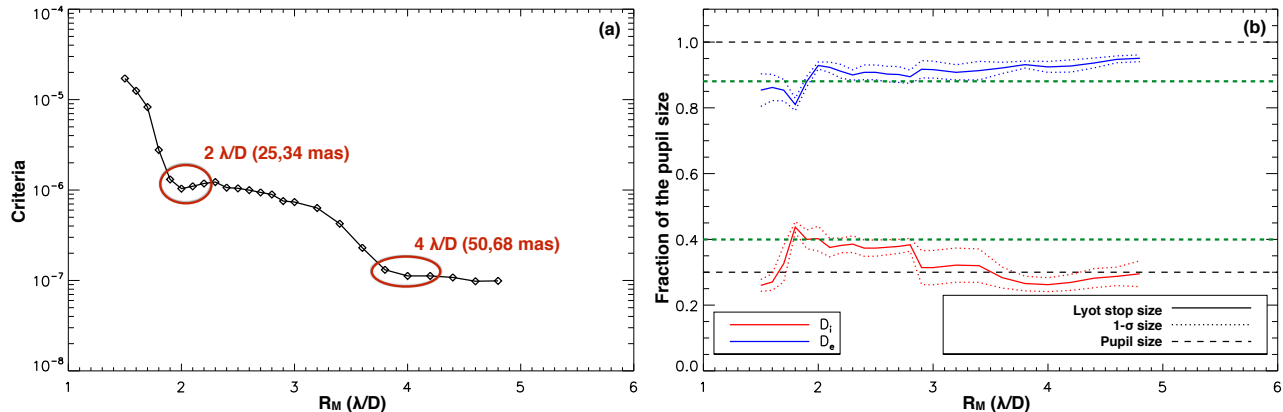 (a)
10⁻⁴
10⁻⁵
10⁻⁶
10⁻⁷
10⁻⁸
Criteria
2 λ/D (25,34 mas)
4 λ/D (50,68 mas)
1 2 3 4 5 6
R_M (λ/D)
(b)
1.0
0.8
0.6
0.4
0.2
0.0
Fraction of the pupil size
D_i
D_e
Lyot stop size
1-σ size
Pupil size
1 2 3 4 5 6
R_M (λ/D)